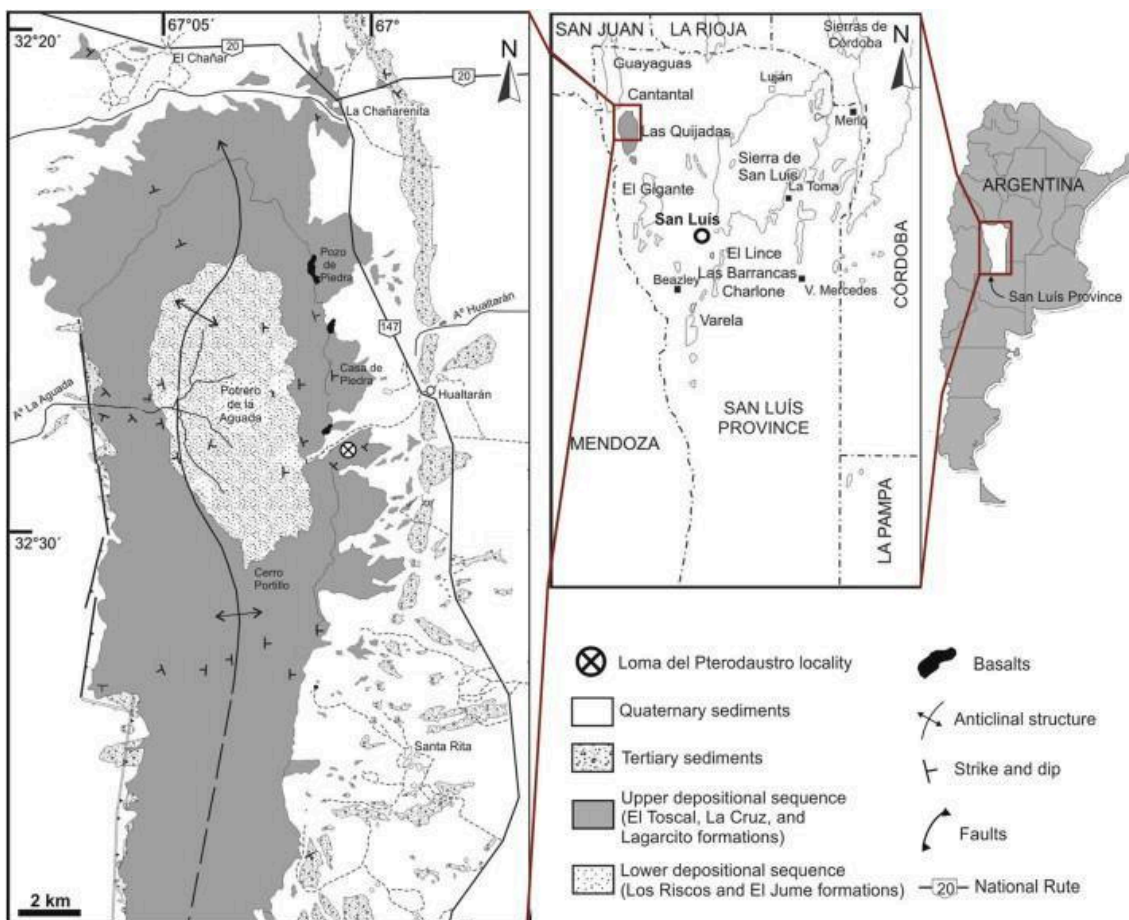 67°05´
67°
32°20´
20
El Chañar
N
20
La Chañarenita
Pozo
de
Piedra
Aº Hualtarán
147
Casa de
Piedra
Aº La Aguada
Potrero
de la
Aguada
Hualtarán
32°30´
Cerro
Portillo
Santa Rita
2 km
SAN JUAN
LA RIOJA
Sierras de
Córdoba
N
Guayaguas
Luján
Cantantal
Merlo
Las Quijadas
Sierra de
San Luis
El Gigante
La Toma
San Luís
El Lince
Beazley
Las Barrancas
Charlone
V. Mercedes
CÓRDOBA
Varela
SAN LUÍS
PROVINCE
MENDOZA
LA PAMPA
ARGENTINA
San Luís Province
Loma del Pterodaustro locality
Quaternary sediments
Tertiary sediments
Upper depositional sequence
(El Toscal, La Cruz, and
Lagarcito formations)
Lower depositional sequence
(Los Riscos and El Jume formations)
Basalts
Anticlinal structure
Strike and dip
Faults
20
National Rute